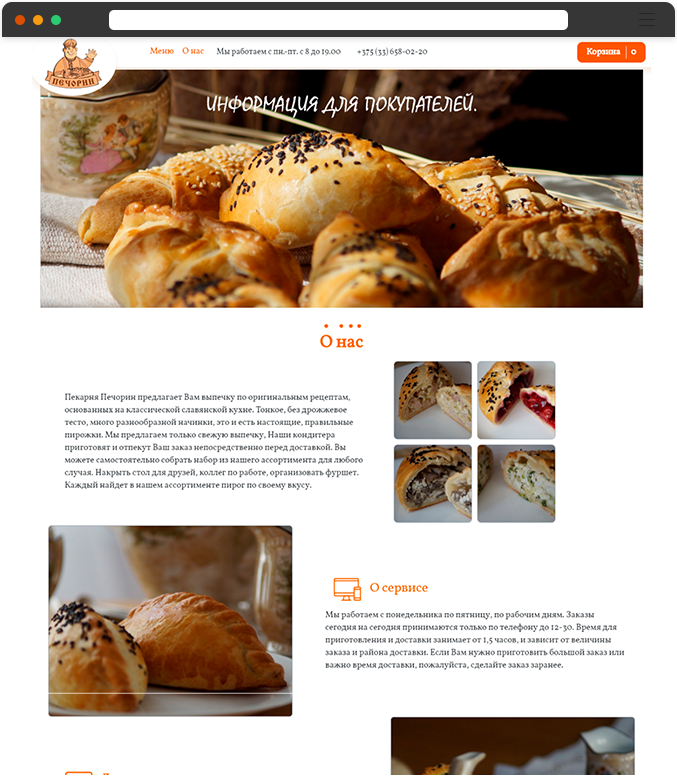 ПЕЧОРИН
Меню О нас Мы работаем с пн.-пт. с 8 до 19.00 +375 (33) 658-02-20 Корзина 0
ИНФОРМАЦИЯ ДЛЯ ПОКУПАТЕЛЕЙ.
О нас
Пекарня Печорин предлагает Вам выпечку по оригинальным рецептам,
основанных на классической славянской кухне. Тонкое, без дрожжевое
тесто, много разнообразной начинки, это и есть настоящие, правильные
пирожки. Мы предлагаем только свежую выпечку, Наши кондитера
приготовят и отпекут Ваш заказ непосредственно перед доставкой. Вы
можете самостоятельно собрать набор из нашего ассортимента для любого
случая. Накрыть стол для друзей, коллег по работе, организовать фуршет.
Каждый найдет в нашем ассортименте пирог по своему вкусу.
О сервисе
Мы работаем с понедельника по пятницу, по рабочим дням. Заказы
сегодня на сегодня принимаются только по телефону до 12-30. Время для
приготовления и доставки занимает от 1,5 часов, и зависит от величины
заказа и района доставки. Если Вам нужно приготовить большой заказ или
важно время доставки, пожалуйста, сделайте заказ заранее.